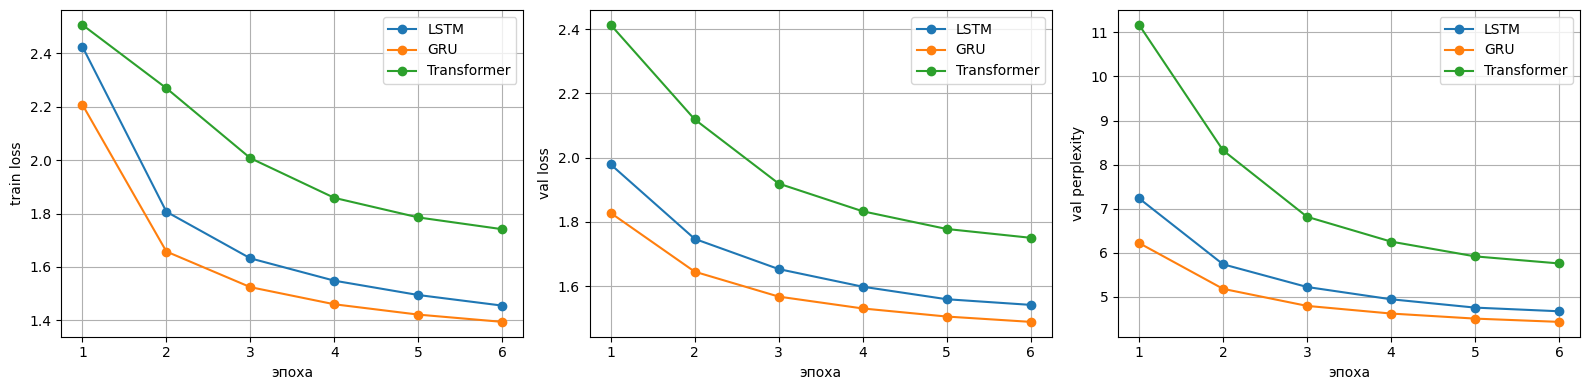 train loss
2.4
2.2
2.0
1.8
1.6
1.4
1 2 3 4 5 6
эпоха
LSTM
GRU
Transformer
val loss
2.4
2.2
2.0
1.8
1.6
1 2 3 4 5 6
эпоха
LSTM
GRU
Transformer
val perplexity
11
10
9
8
7
6
5
1 2 3 4 5 6
эпоха
LSTM
GRU
Transformer